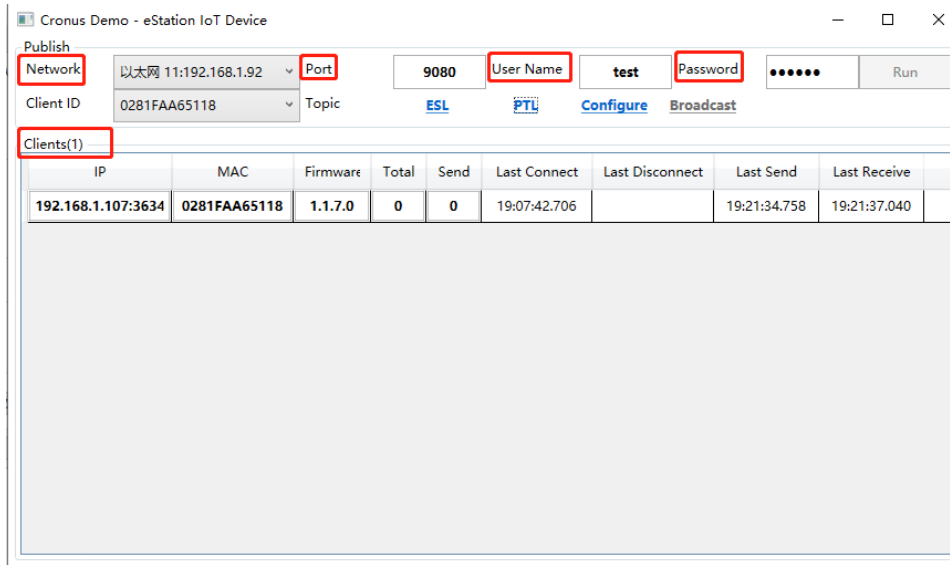 Cronus Demo - eStation IoT Device
Publish
Network 以太网 11:192.168.1.92 Port 9080 User Name test Password ●●●●●● Run
Client ID 0281FAA65118 Topic ESL PTL Configure Broadcast
Clients(1)
IP MAC Firmware Total Send Last Connect Last Disconnect Last Send Last Receive
192.168.1.107:3634 0281FAA65118 1.1.7.0 0 0 19:07:42.706 19:21:34.758 19:21:37.040